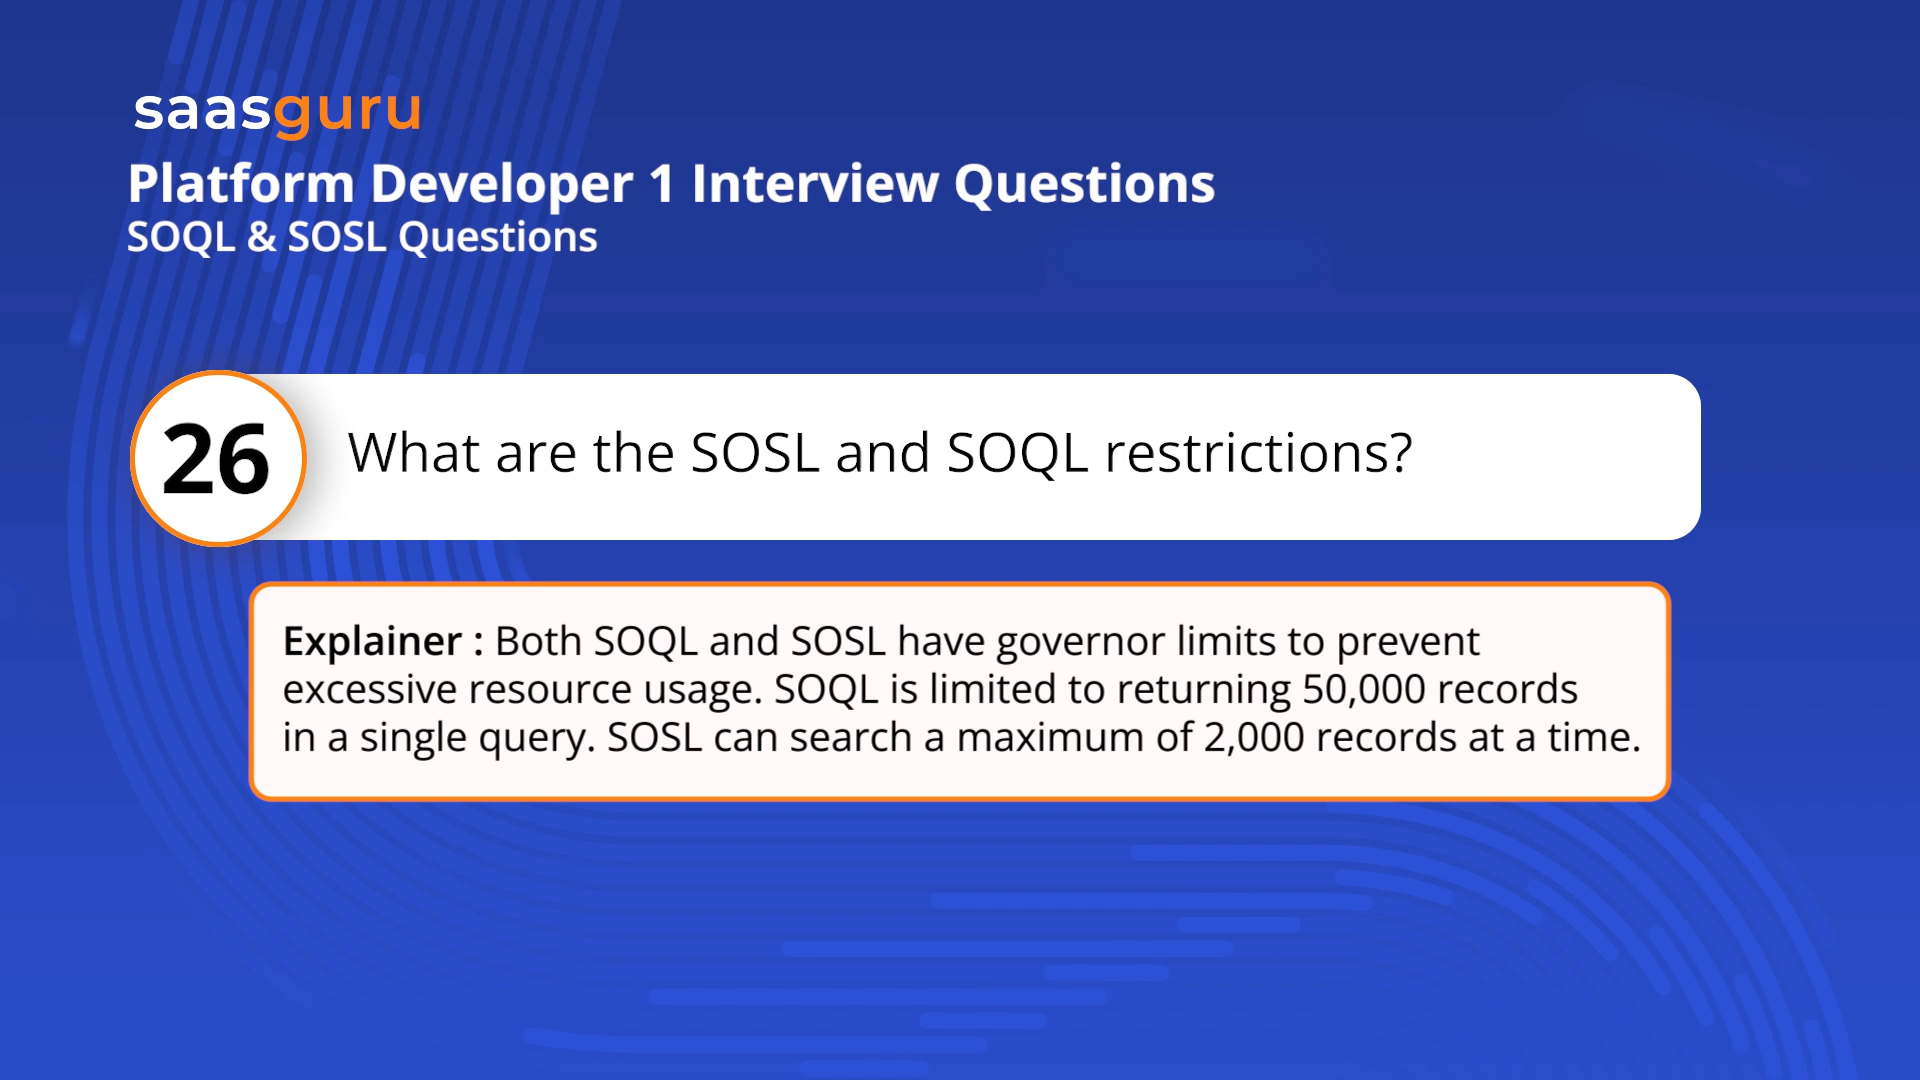 saasguru
Platform Developer 1 Interview Questions
SOQL & SOSL Questions
26
What are the SOSL and SOQL restrictions?
Explainer : Both SOQL and SOSL have governor limits to prevent
excessive resource usage. SOQL is limited to returning 50,000 records
in a single query. SOSL can search a maximum of 2,000 records at a time.